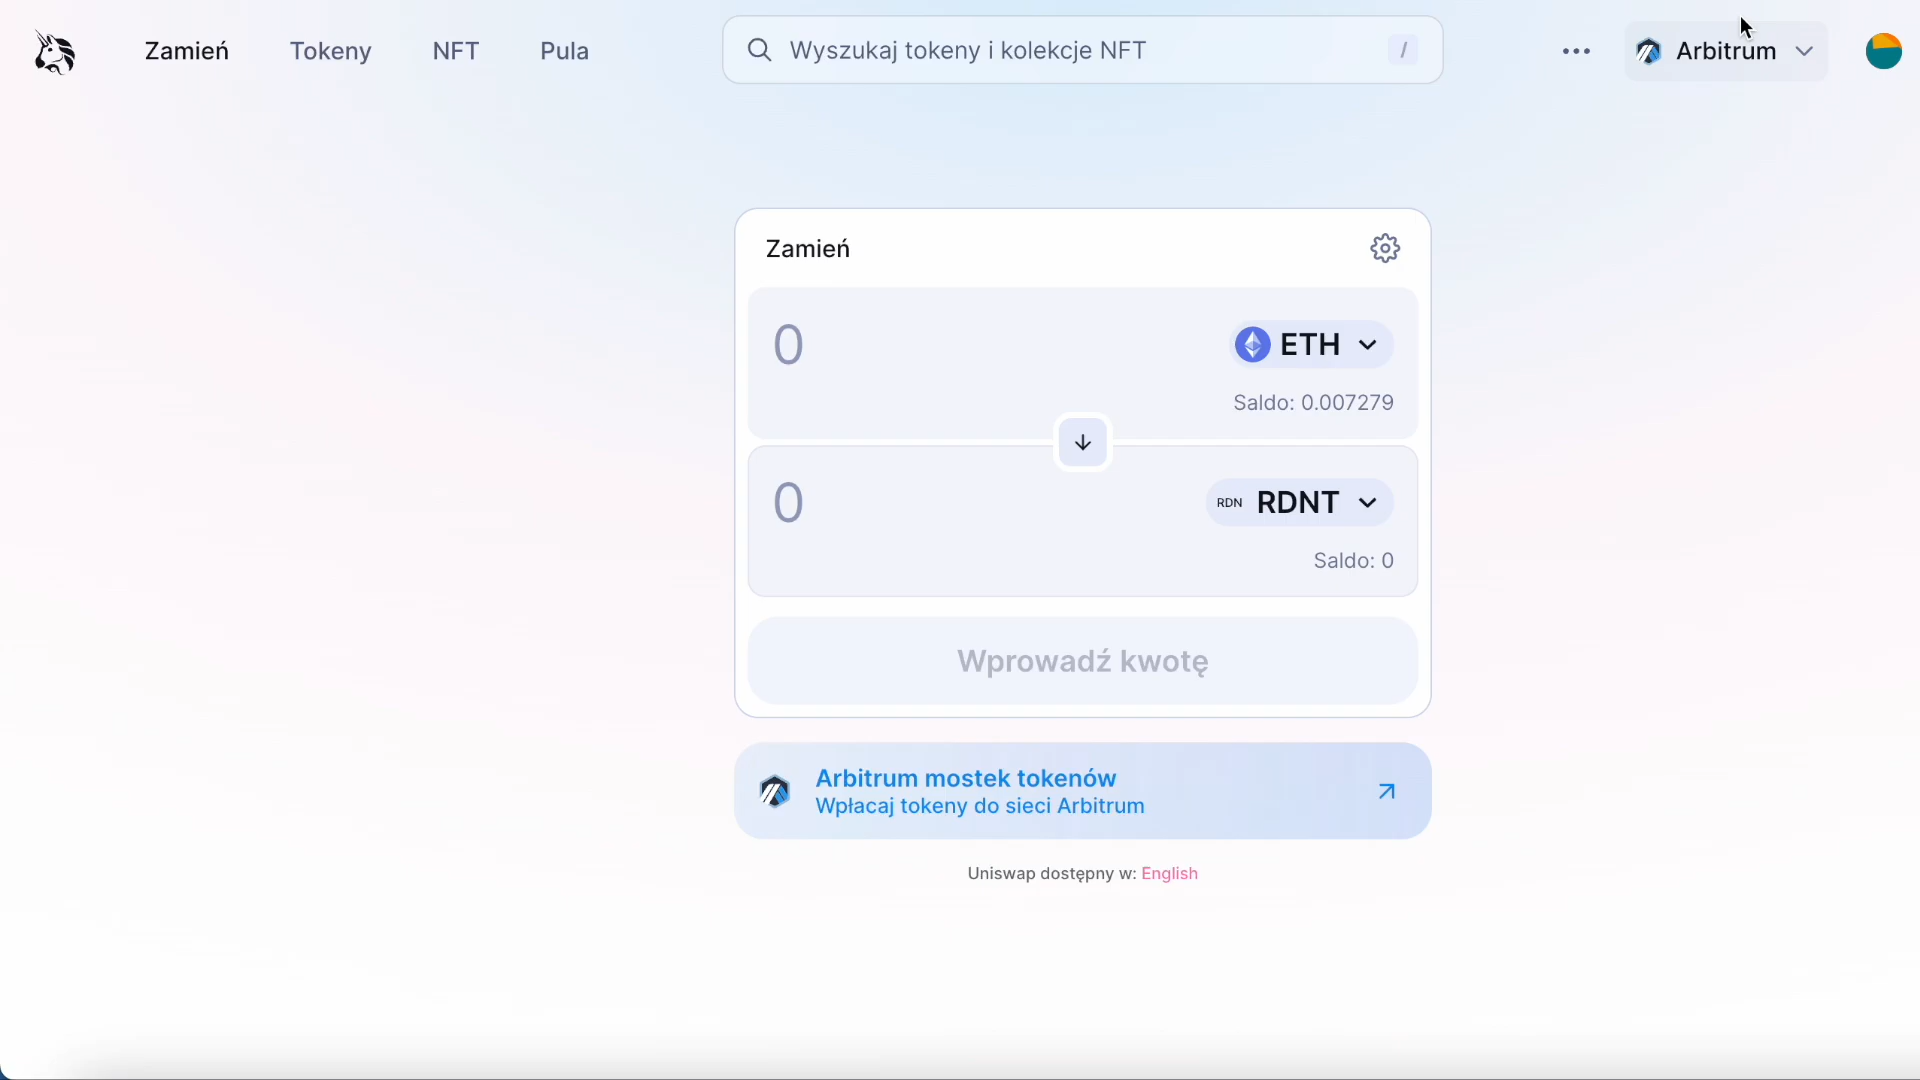 Zamień
Tokeny
NFT
Pula
Wyszukaj tokeny i kolekcje NFT
/
Arbitrum
Zamień
0
ETH
Saldo: 0.007279
0
RDN
RDNT
Saldo: 0
Wprowadź kwotę
Arbitrum mostek tokenów
Wpłacaj tokeny do sieci Arbitrum
Uniswap dostępny w: English